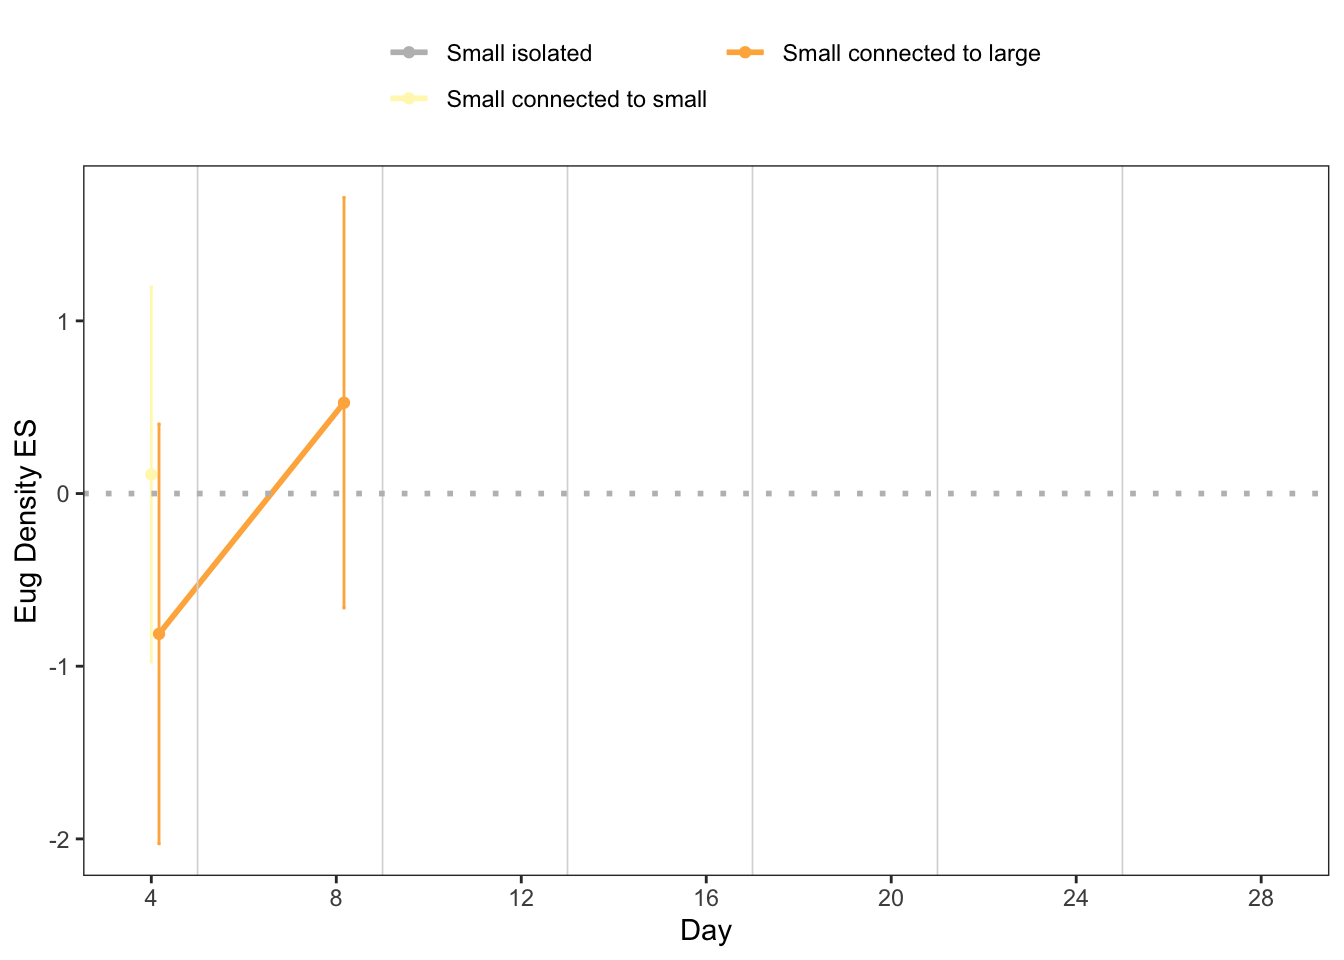 Small isolated
Small connected to large
Small connected to small
Eug Density ES
1
0
-1
-2
4 8 12 16 20 24 28
Day